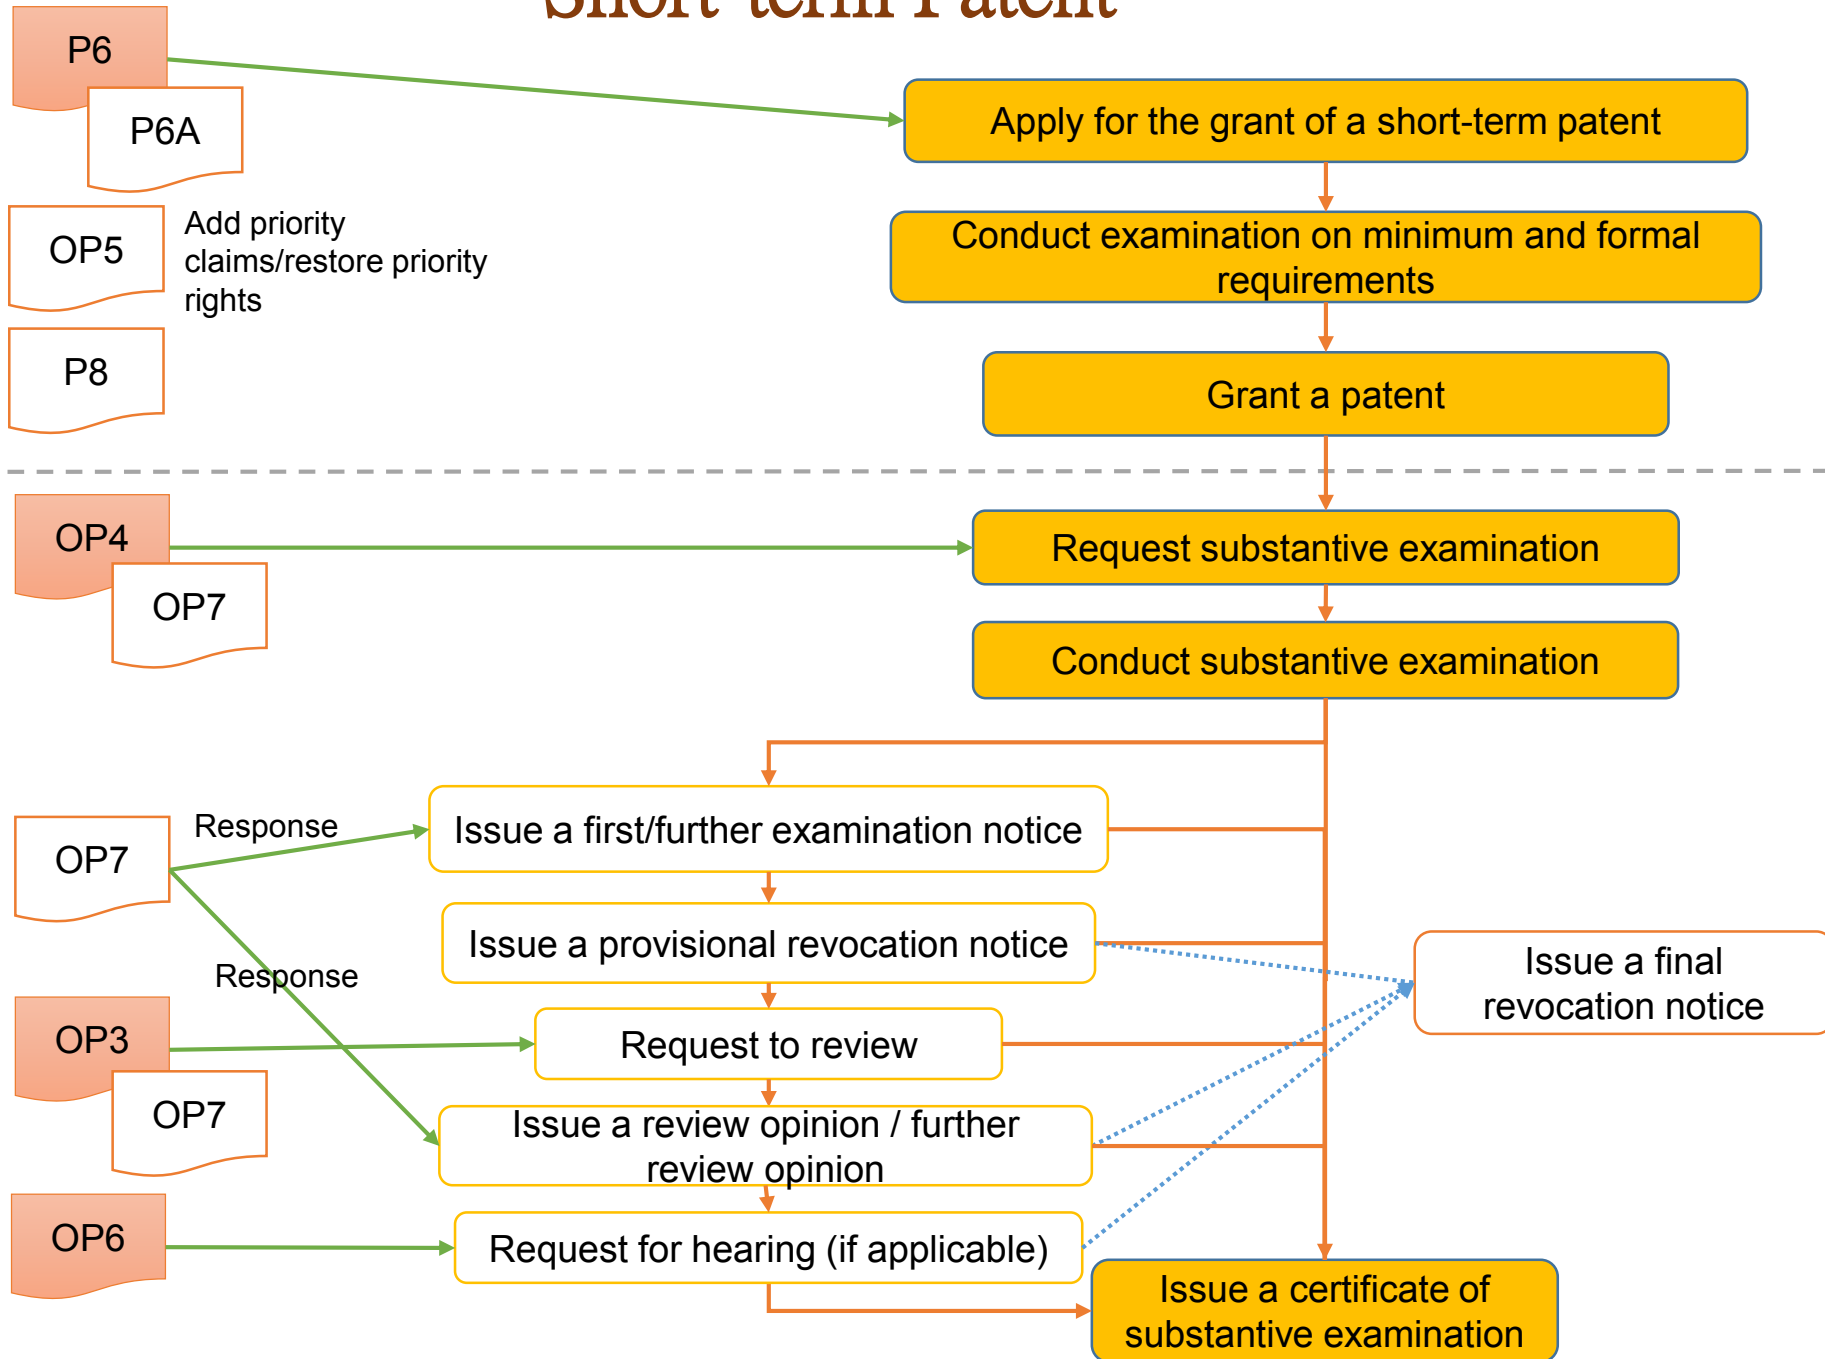 Short-term Patent
P6
P6A
Apply for the grant of a short-term patent
OP5
Add priority
claims/restore priority
rights
Conduct examination on minimum and formal
requirements
P8
Grant a patent
OP4
OP7
Request substantive examination
Conduct substantive examination
OP7
Response
Issue a first/further examination notice
Issue a provisional revocation notice
Response
Issue a final
revocation notice
OP3
OP7
Request to review
Issue a review opinion / further
review opinion
OP6
Request for hearing (if applicable)
Issue a certificate of
substantive examination